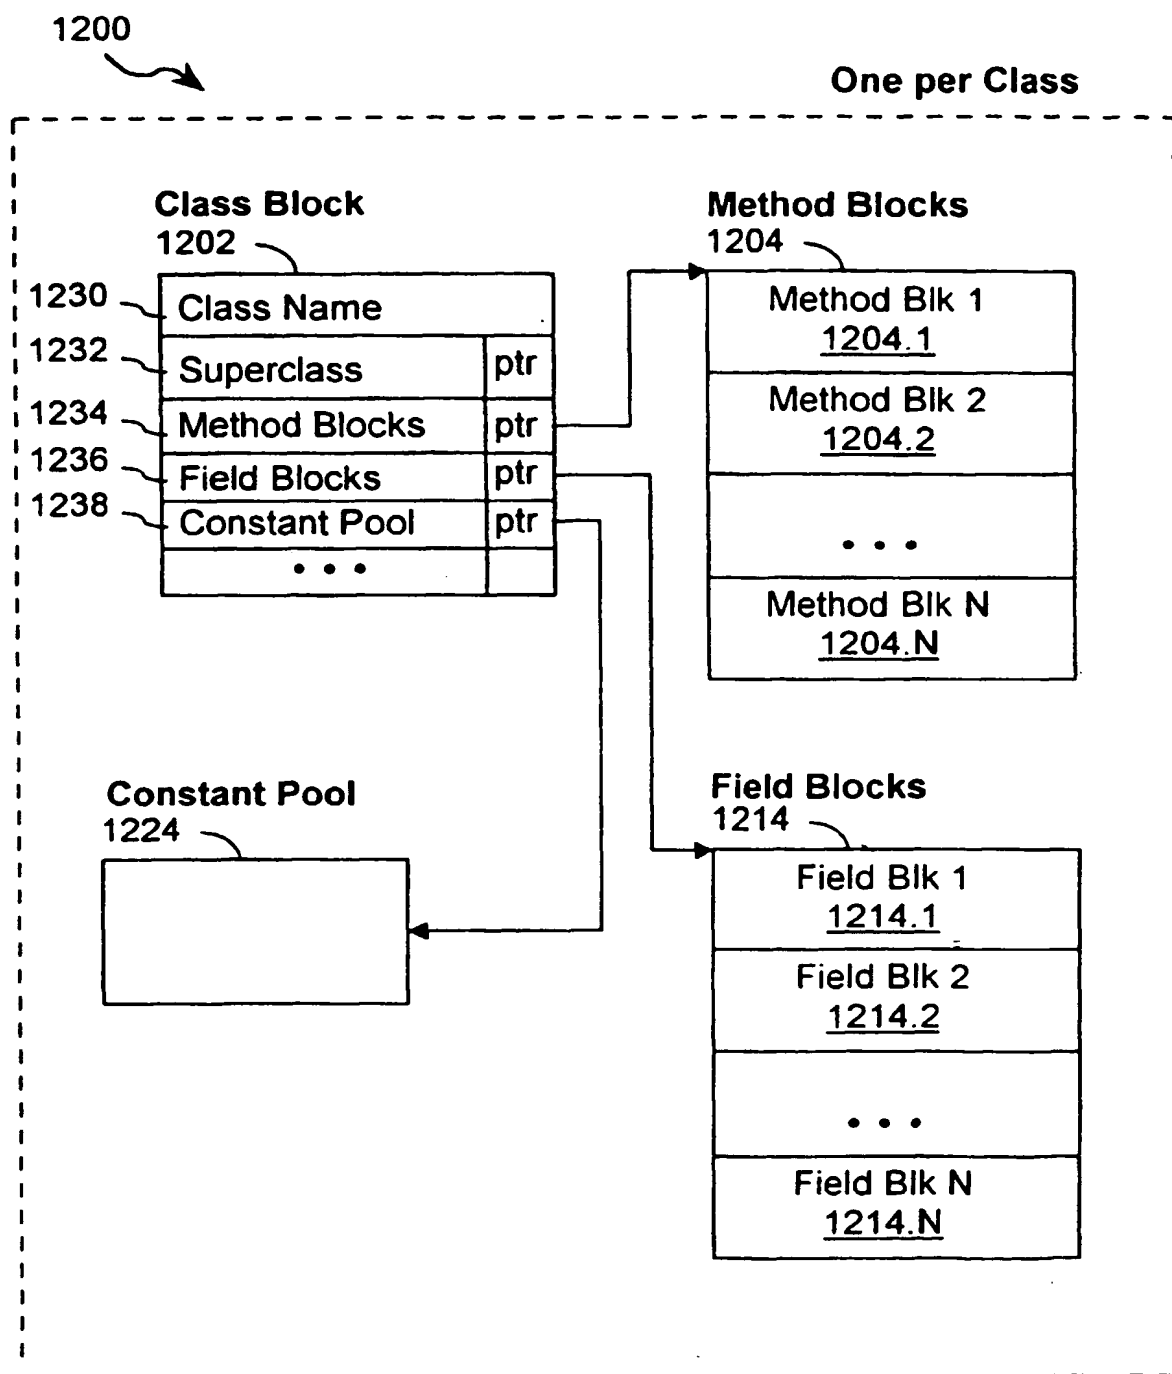 1200
One per Class
Class Block
1202
1230
Class Name
1232
Superclass ptr
1234
Method Blocks ptr
1236
Field Blocks ptr
1238
Constant Pool ptr
• • •
Method Blocks
1204
Method Blk 1
1204.1
Method Blk 2
1204.2
• • •
Method Blk N
1204.N
Constant Pool
1224
Field Blocks
1214
Field Blk 1
1214.1
Field Blk 2
1214.2
• • •
Field Blk N
1214.N